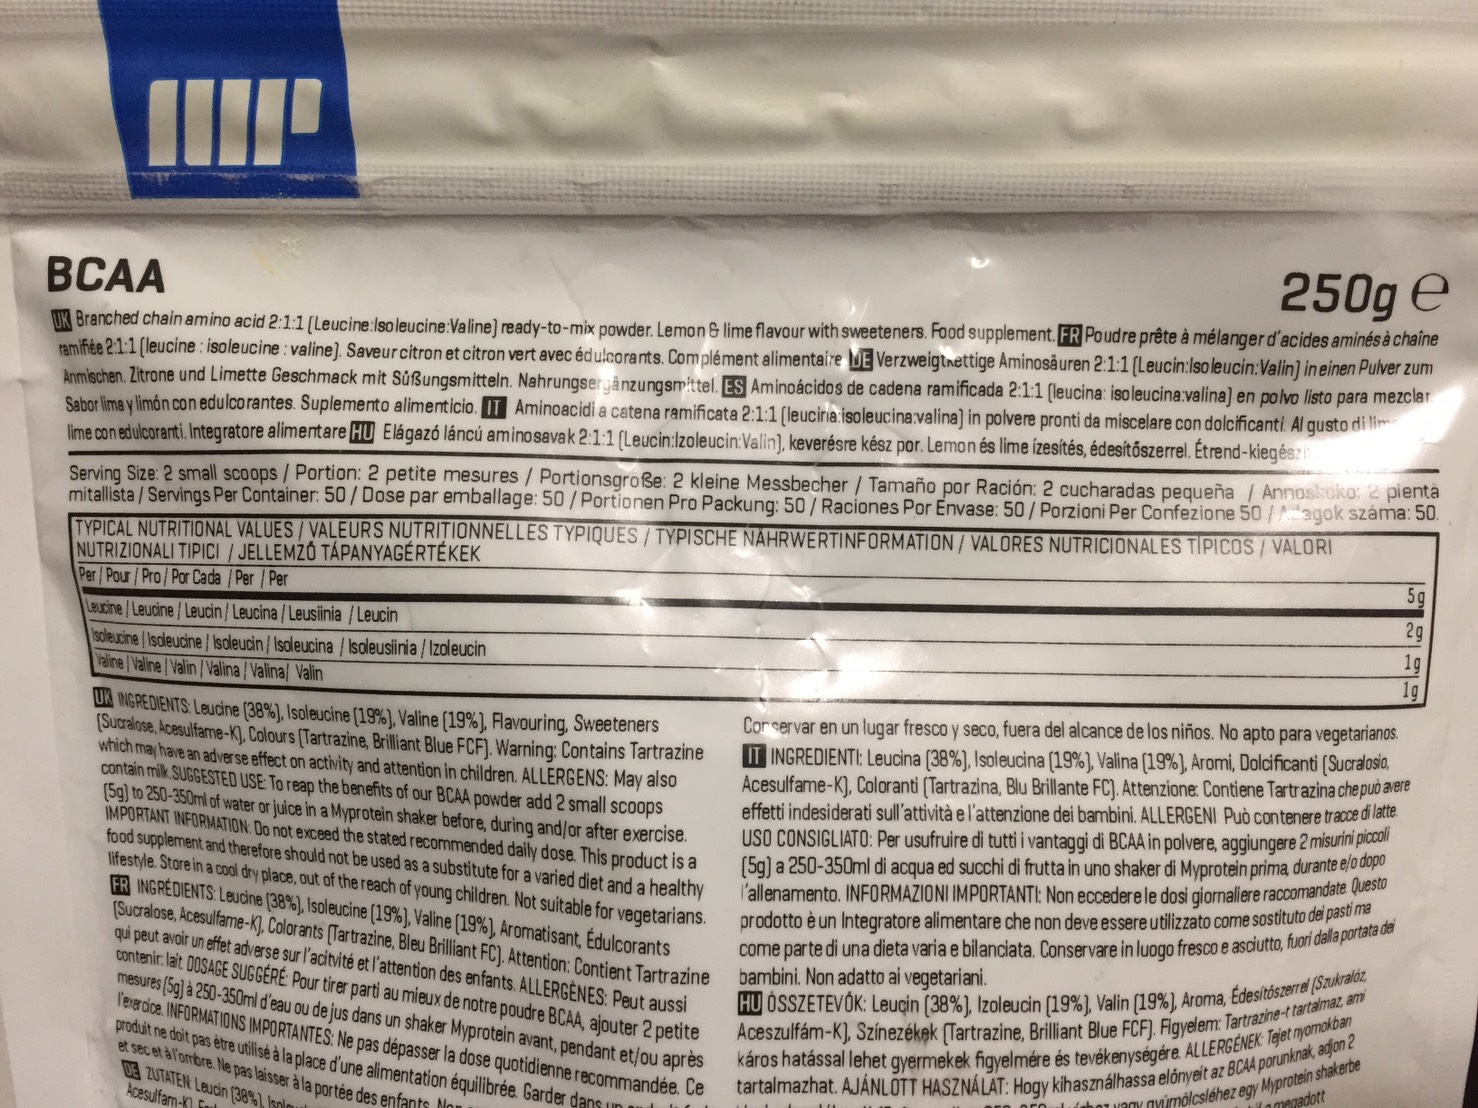 BCAA
250g e
UK Branched chain amino acid 2:1:1 (Leucine:Isoleucine:Valine) ready-to-mix powder. Lemon & lime flavour with sweeteners. Food supplement. FR Poudre prête à mélanger d'acides aminés à chaîne
ramifiée 2:1:1 (leucine : isoleucine : valine). Saveur citron et citron vert avec édulcorants. Complément alimentaire DE Verzweigtkettige Aminosäuren 2:1:1 (Leucin:Isoleucin:Valin) in einen Pulver zum
Anmischen. Zitrone und Limette Geschmack mit Süßungsmitteln. Nahrungsergänzungsmittel. ES Aminoácidos de cadena ramificada 2:1:1 (leucina: isoleucina:valina) en polvo listo para mezclar.
Sabor lima y limón con edulcorantes. Suplemento alimenticio. IT Aminoacidi a catena ramificata 2:1:1 (leucina:isoleucina:valina) in polvere pronti da miscelare con dolcificanti. Al gusto di
lime con edulcoranti. Integratore alimentare HU Elágazó láncú aminosavak 2:1:1 (Leucin:Izoleucin:Valin), keverésre kész por. Lemon és lime ízesítés, édesítőszerrel.
Serving Size: 2 small scoops / Portion: 2 petite mesures / Portionsgröße: 2 kleine Messbecher / Tamaño por Ración: 2 cucharadas pequeña / 2 pientä
mitallista / Servings Per Container: 50 / Dose par emballage: 50 / Portionen Pro Packung: 50 / Raciones Por Envase: 50 / Porzioni Per Confezione 50 / Adagok száma: 50.
TYPICAL NUTRITIONAL VALUES / VALEURS NUTRITIONNELLES TYPIQUES / TYPISCHE NÄHRWERTINFORMATION / VALORES NUTRICIONALES TÍPICOS / VALORI
NUTRIZIONALI TIPICI / JELLEMZŐ TÁPANYAGÉRTÉKEK
Per / Pour / Pro / Por Cada / Per / Per 5g
Leucine / Leucine / Leucin / Leucina / Leusiinia / Leucin 2g
Isoleucine / Isoleucine / Isoleucin / Isoleucina / Isoleusiinia / Izoleucin 1g
Valine / Valine / Valin / Valina / Valina/ Valin 1g
UK INGREDIENTS: Leucine (38%), Isoleucine (19%), Valine (19%), Flavouring, Sweeteners
(Sucralose, Acesulfame-K), Colours (Tartrazine, Brilliant Blue FCF). Warning: Contains Tartrazine
which may have an adverse effect on activity and attention in children. ALLERGENS: May also
contain milk. SUGGESTED USE: To reap the benefits of our BCAA powder add 2 small scoops
(5g) to 250-350ml of water or juice in a Myprotein shaker before, during and/or after exercise.
IMPORTANT INFORMATION: Do not exceed the stated recommended daily dose. This product is a
food supplement and therefore should not be used as a substitute for a varied diet and a healthy
lifestyle. Store in a cool dry place, out of the reach of young children. Not suitable for vegetarians.
FR INGRÉDIENTS: Leucine (38%), Isoleucine (19%), Valine (19%), Aromatisant, Édulcorants
(Sucralose, Acesulfame-K), Colorants (Tartrazine, Bleu Brilliant FC). Attention: Contient Tartrazine
qui peut avoir un effet adverse sur l'acitvité et l'attention des enfants. ALLERGÈNES: Peut aussi
contenir: lait. DOSAGE SUGGÉRÉ: Pour tirer parti au mieux de notre poudre BCAA, ajouter 2 petite
mesures (5g) à 250-350ml d'eau ou de jus dans un shaker Myprotein avant, pendant et/ou après
l'exercice. INFORMATIONS IMPORTANTES: Ne pas dépasser la dose quotidienne recommandée. Ce
produit ne doit pas être utilisé à la place d'une alimentation équilibrée. Garder dans un
et sec et à l'ombre. Ne pas laisser à la portée des enfants.
DE ZUTATEN: Leucin (38%),
Acesulfam-K)
Conservar en un lugar fresco y seco, fuera del alcance de los niños. No apto para vegetarianos.
IT INGREDIENTI: Leucina (38%), Isoleucina (19%), Valina (19%), Aromi, Dolcificanti (Sucralosio,
Acesulfame-K), Coloranti (Tartrazina, Blu Brillante FC). Attenzione: Contiene Tartrazina che può avere
effetti indesiderati sull'attività e l'attenzione dei bambini. ALLERGENI Può contenere tracce di latte.
USO CONSIGLIATO: Per usufruire di tutti i vantaggi di BCAA in polvere, aggiungere 2 misurini piccoli
(5g) a 250-350ml di acqua ed succhi di frutta in uno shaker di Myprotein prima, durante e/o dopo
l'allenamento. INFORMAZIONI IMPORTANTI: Non eccedere le dosi giornaliere raccomandate. Questo
prodotto è un Integratore alimentare che non deve essere utilizzato come sostituto dei pasti ma
come parte di una dieta varia e bilanciata. Conservare in luogo fresco e asciutto, fuori dalla portata dei
bambini. Non adatto ai vegetariani.
HU ÖSSZETEVŐK: Leucin (38%), Izoleucin (19%), Valin (19%), Aroma, Édesítőszerrel (Szukralóz,
Aceszulfám-K), Színezékek (Tartrazine, Brilliant Blue FCF). Figyelem: Tartrazine-t tartalmaz, ami
káros hatással lehet gyermekek figyelmére és tevékenységére. ALLERGÉNEK: Tejet nyomokban
tartalmazhat. AJÁNLOTT HASZNÁLAT: Hogy kihasználhassa előnyeit az BCAA porunknak, adjon 2
vagy gyümölcsléhez egy Myprotein shakerbe
megadott